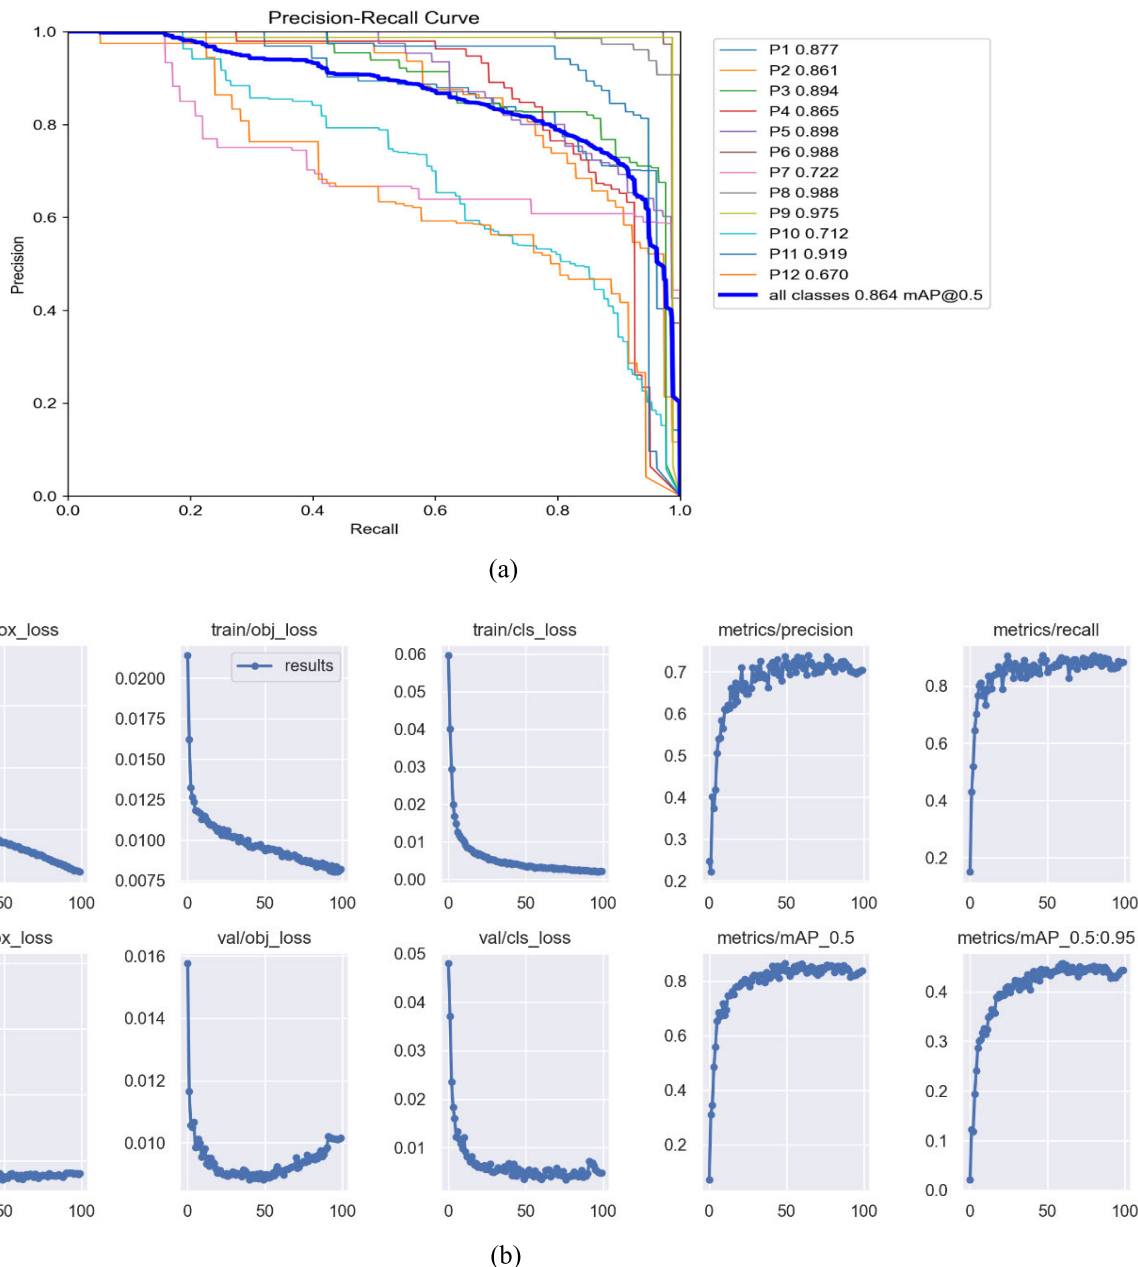 Precision-Recall Curve
1.0
0.8
0.6
0.4
0.2
0.0
Precision
0.0 0.2 0.4 0.6 0.8 1.0
Recall
P1 0.877
P2 0.861
P3 0.894
P4 0.865
P5 0.898
P6 0.988
P7 0.722
P8 0.988
P9 0.975
P10 0.712
P11 0.919
P12 0.670
all classes 0.864 mAP@0.5
(a)
ox_loss
50 100
train/obj_loss
results
0.0200
0.0175
0.0150
0.0125
0.0100
0.0075
0 50 100
train/cls_loss
0.06
0.05
0.04
0.03
0.02
0.01
0.00
0 50 100
metrics/precision
0.7
0.6
0.5
0.4
0.3
0.2
0 50 100
metrics/recall
0.8
0.6
0.4
0.2
0 50 100
ox_loss
50 100
val/obj_loss
0.016
0.014
0.012
0.010
0 50 100
val/cls_loss
0.05
0.04
0.03
0.02
0.01
0 50 100
metrics/mAP_0.5
0.8
0.6
0.4
0.2
0 50 100
metrics/mAP_0.5:0.95
0.4
0.3
0.2
0.1
0.0
0 50 100
(b)